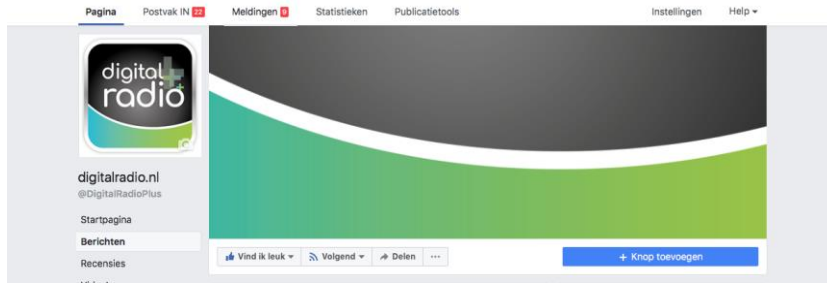 Pagina Postvak IN 22 Meldingen 9 Statistieken Publicatietools Instellingen Help
digital
radio
digitalradio.nl
@DigitalRadioPlus
Startpagina
Berichten
Recensies
Vind ik leuk Volgend Delen ... + Knop toevoegen